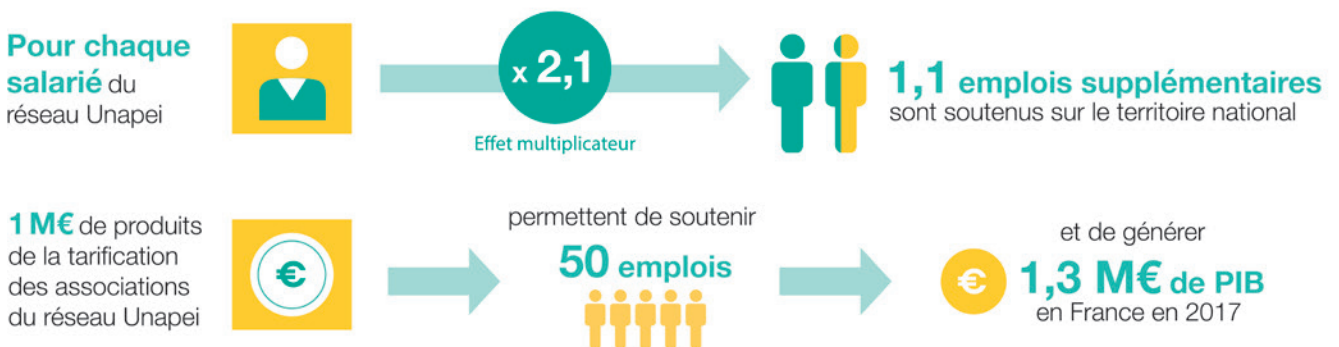 Pour chaque
salarié du
réseau Unapei
x 2,1
Effet multiplicateur
1,1 emplois supplémentaires
sont soutenus sur le territoire national
1 M€ de produits
de la tarification
des associations
du réseau Unapei
€
permettent de soutenir
50 emplois
et de générer
€
1,3 M€ de PIB
en France en 2017